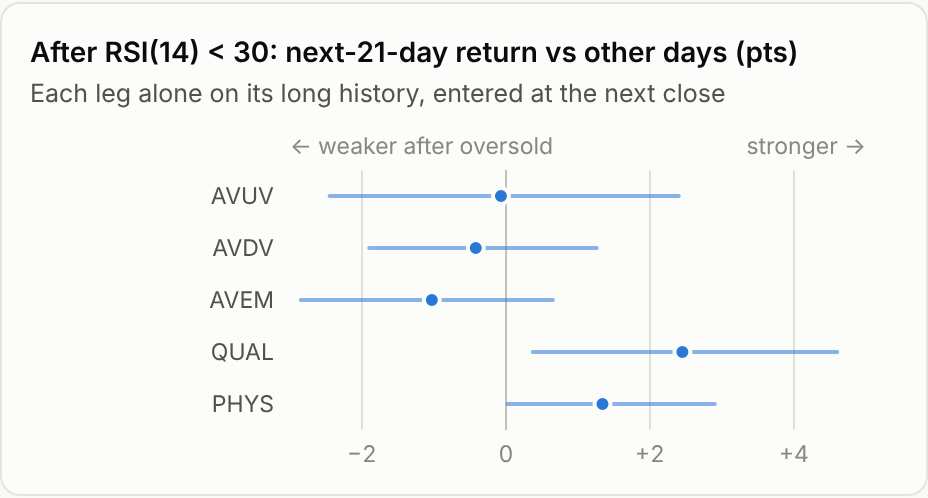 After RSI(14) < 30: next-21-day return vs other days (pts)
Each leg alone on its long history, entered at the next close
← weaker after oversold stronger →
AVUV
AVDV
AVEM
QUAL
PHYS
−2 0 +2 +4